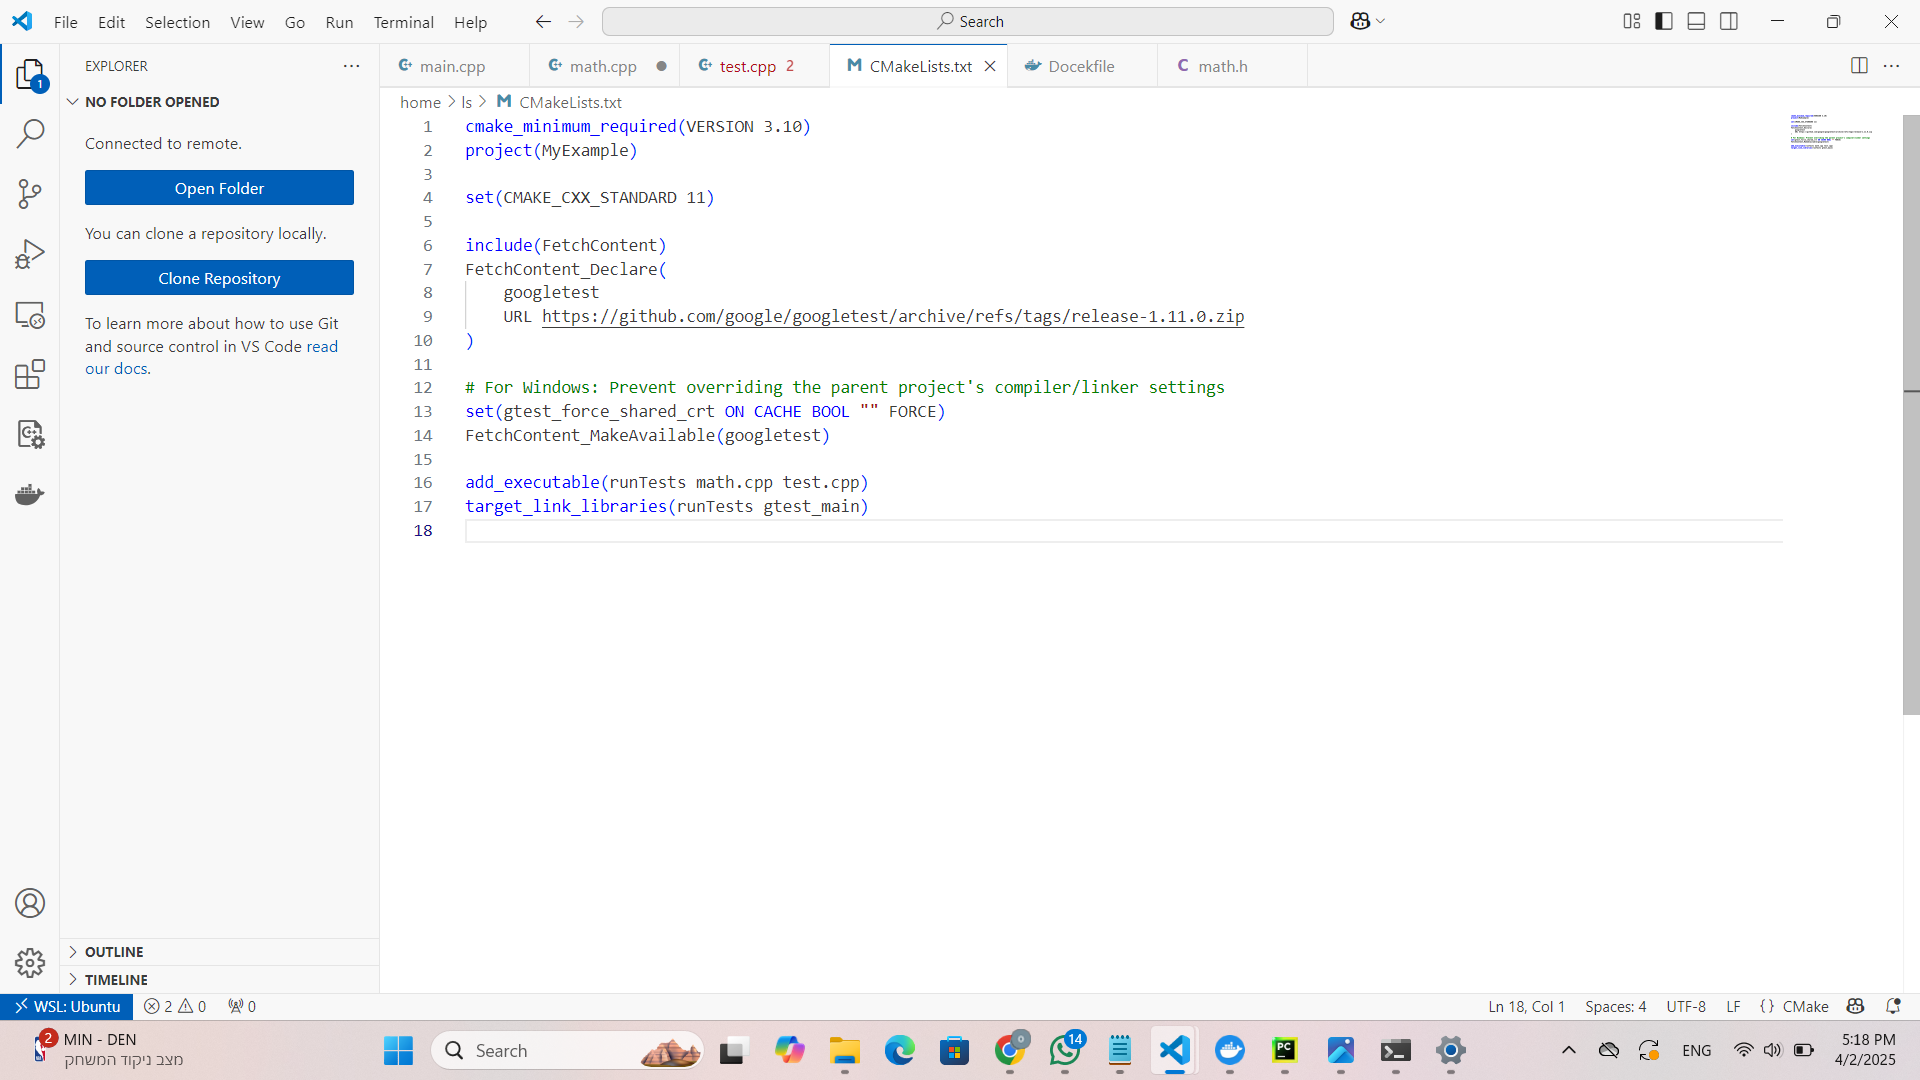 File Edit Selection View Go Run Terminal Help
Search
EXPLORER
1
NO FOLDER OPENED
Connected to remote.
Open Folder
You can clone a repository locally.
Clone Repository
To learn more about how to use Git
and source control in VS Code read
our docs.
OUTLINE
TIMELINE
main.cpp
math.cpp
test.cpp 2
CMakeLists.txt
Docekfile
C math.h
home > ls > CMakeLists.txt
1 cmake_minimum_required(VERSION 3.10)
2 project(MyExample)
3
4 set(CMAKE_CXX_STANDARD 11)
5
6 include(FetchContent)
7 FetchContent_Declare(
8 googletest
9 URL https://github.com/google/googletest/archive/refs/tags/release-1.11.0.zip
10 )
11
12 # For Windows: Prevent overriding the parent project's compiler/linker settings
13 set(gtest_force_shared_crt ON CACHE BOOL "" FORCE)
14 FetchContent_MakeAvailable(googletest)
15
16 add_executable(runTests math.cpp test.cpp)
17 target_link_libraries(runTests gtest_main)
18
WSL: Ubuntu 2 0 0
Ln 18, Col 1 Spaces: 4 UTF-8 LF {} CMake
2 MIN - DEN
מצב ניקוד המשחק
Search
0
14
PC
ENG
5:18 PM
4/2/2025